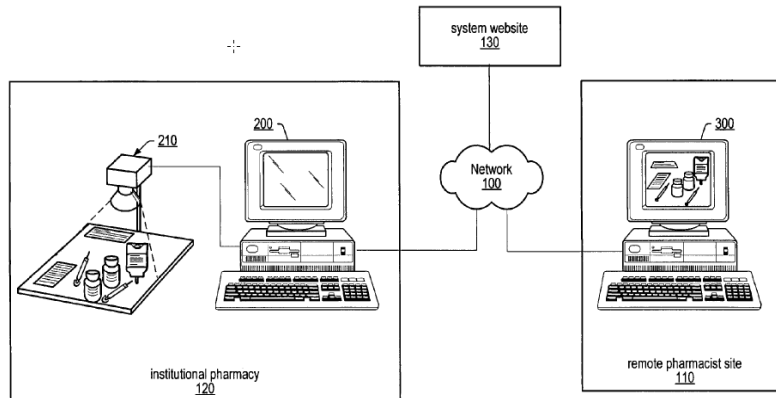 system website
130
210
200
300
Network
100
institutional pharmacy
120
remote pharmacist site
110